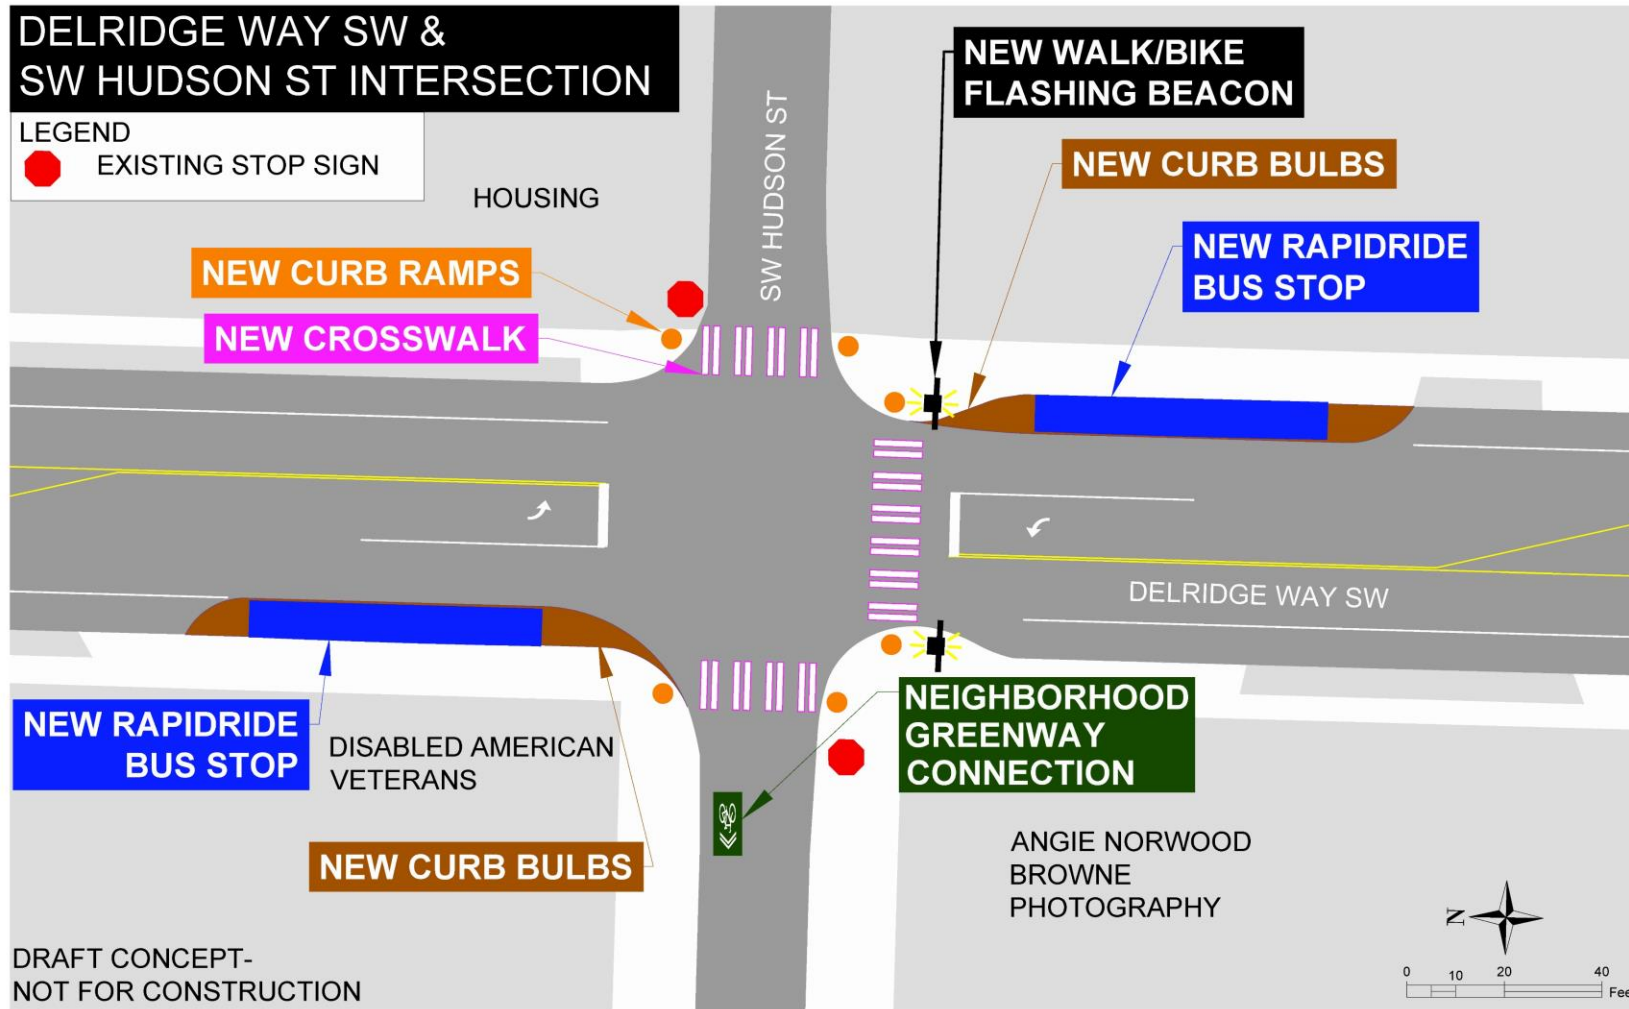 DELRIDGE WAY SW &
SW HUDSON ST INTERSECTION
LEGEND
EXISTING STOP SIGN
HOUSING
SW HUDSON ST
NEW WALK/BIKE
FLASHING BEACON
NEW CURB BULBS
NEW RAPIDRIDE
BUS STOP
NEW CURB RAMPS
NEW CROSSWALK
DELRIDGE WAY SW
NEW RAPIDRIDE
BUS STOP
DISABLED AMERICAN
VETERANS
NEIGHBORHOOD
GREENWAY
CONNECTION
NEW CURB BULBS
ANGIE NORWOOD
BROWNE
PHOTOGRAPHY
N
0 10 20 40
Fee
DRAFT CONCEPT-
NOT FOR CONSTRUCTION